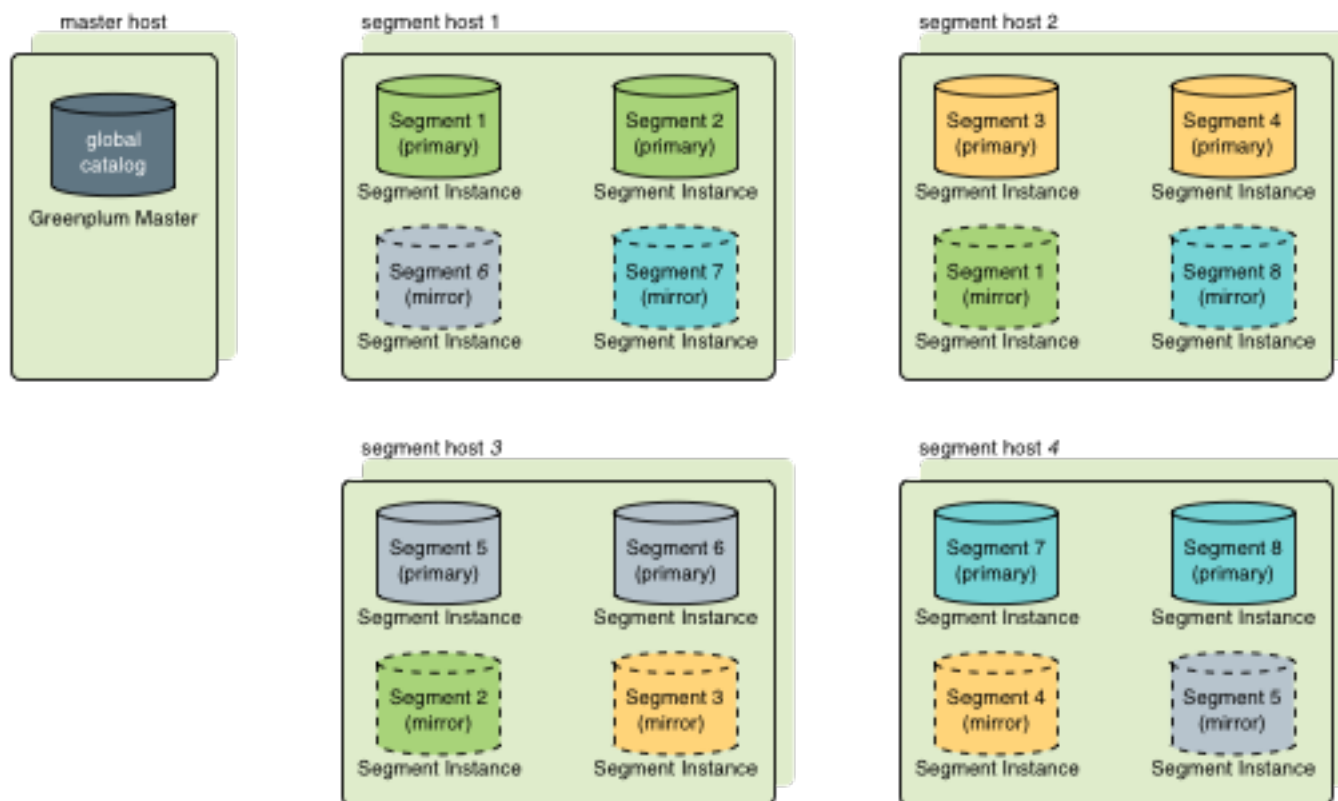 master host
global
catalog
Greenplum Master
segment host 1
Segment 1
(primary)
Segment Instance
Segment 2
(primary)
Segment Instance
Segment 6
(mirror)
Segment Instance
Segment 7
(mirror)
Segment Instance
segment host 2
Segment 3
(primary)
Segment Instance
Segment 4
(primary)
Segment Instance
Segment 1
(mirror)
Segment Instance
Segment 8
(mirror)
Segment Instance
segment host 3
Segment 5
(primary)
Segment Instance
Segment 6
(primary)
Segment Instance
Segment 2
(mirror)
Segment Instance
Segment 3
(mirror)
Segment Instance
segment host 4
Segment 7
(primary)
Segment Instance
Segment 8
(primary)
Segment Instance
Segment 4
(mirror)
Segment Instance
Segment 5
(mirror)
Segment Instance